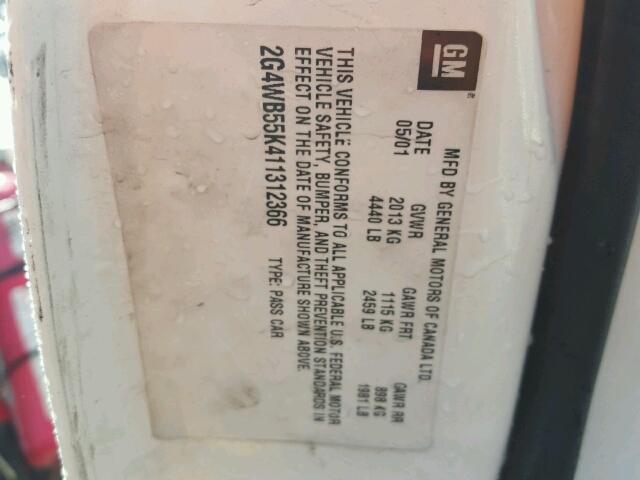 GM
MFD BY GENERAL MOTORS OF CANADA LTD.
DATE GVWR GAWR FRT GAWR RR
05/01 2013 KG 1115 KG 898 KG
4440 LB 2459 LB 1981 LB
THIS VEHICLE CONFORMS TO ALL APPLICABLE U.S. FEDERAL MOTOR
VEHICLE SAFETY, BUMPER, AND THEFT PREVENTION STANDARDS IN
EFFECT ON THE DATE OF MANUFACTURE SHOWN ABOVE.
2G4WB55K411312366 TYPE: PASS CAR